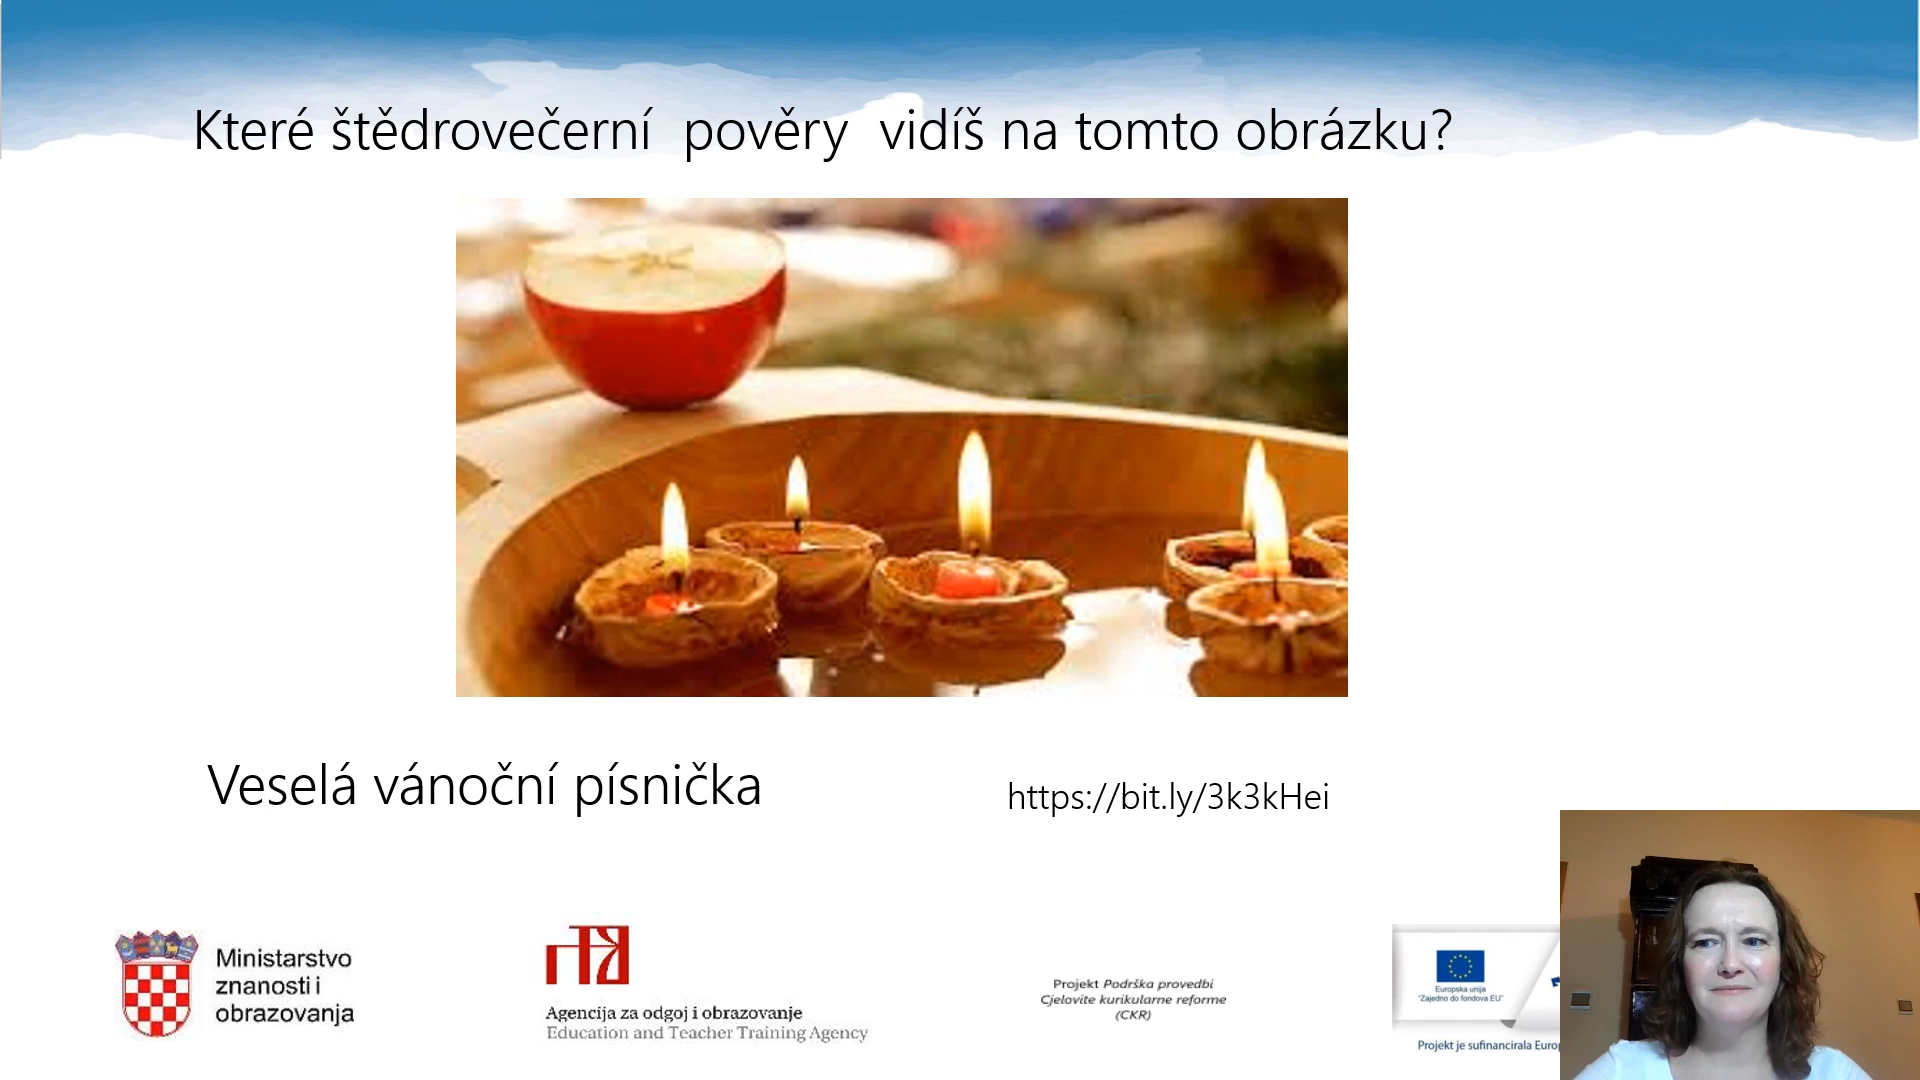 Které štědrovečerní pověry vidíš na tomto obrázku?
Veselá vánoční písnička
https://bit.ly/3k3kHei
Ministarstvo
znanosti i
obrazovanja
Agencija za odgoj i obrazovanje
Education and Teacher Training Agency
Projekt Podrška provedbi
Cjelovite kurikularne reforme
(CKR)
Europska unija
"Zajedno do fondova EU"
Projekt je sufinancirala Europ